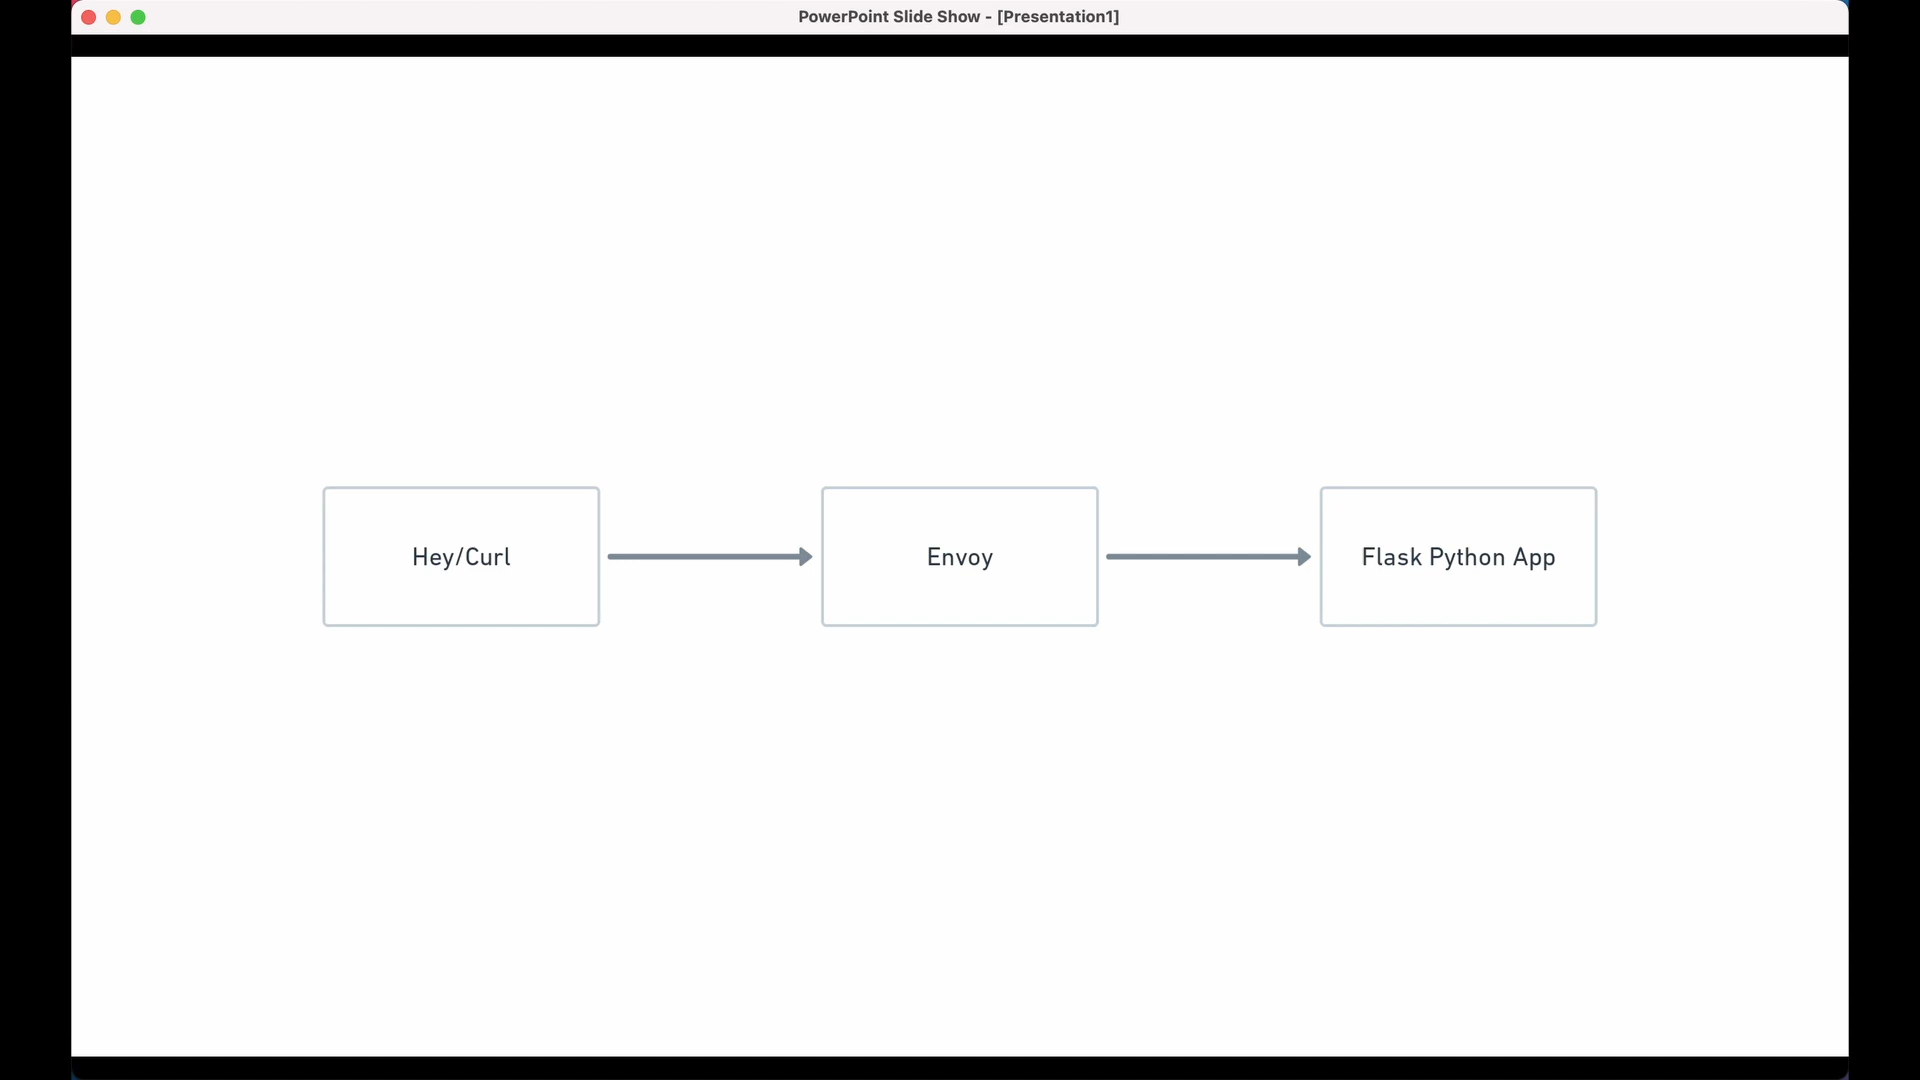 PowerPoint Slide Show - [Presentation1]
Hey/Curl
Envoy
Flask Python App